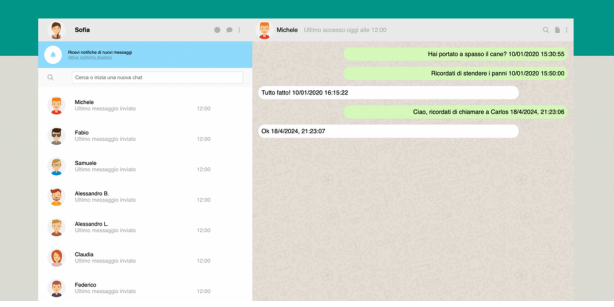 Sofia
Ricevi notifiche di nuovi messaggi
Attiva notifiche desktop
Cerca o inizia una nuova chat
Michele
Ultimo messaggio inviato
12:00
Fabio
Ultimo messaggio inviato
12:00
Samuele
Ultimo messaggio inviato
12:00
Alessandro B.
Ultimo messaggio inviato
12:00
Alessandro L.
Ultimo messaggio inviato
12:00
Claudia
Ultimo messaggio inviato
12:00
Federico
Ultimo messaggio inviato
12:00
Michele Ultimo accesso oggi alle 12:00
Hai portato a spasso il cane? 10/01/2020 15:30:55
Ricordati di stendere i panni 10/01/2020 15:50:00
Tutto fatto! 10/01/2020 16:15:22
Ciao, ricordati di chiamare a Carlos 18/4/2024, 21:23:06
Ok 18/4/2024, 21:23:07